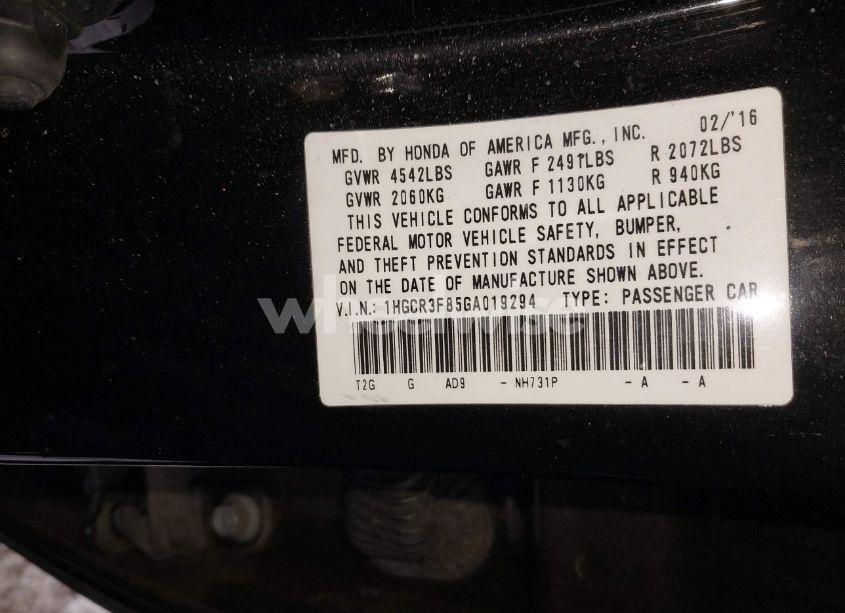 MFD. BY HONDA OF AMERICA MFG., INC. 02/'16
GVWR 4542LBS GAWR F 2491LBS R 2072LBS
GVWR 2060KG GAWR F 1130KG R 940KG
THIS VEHICLE CONFORMS TO ALL APPLICABLE
FEDERAL MOTOR VEHICLE SAFETY, BUMPER,
AND THEFT PREVENTION STANDARDS IN EFFECT
ON THE DATE OF MANUFACTURE SHOWN ABOVE.
V.I.N.: 1HGCR3F85GA019294 TYPE: PASSENGER CAR
wheelwise
T2G G AD9 - NH731P - A - A